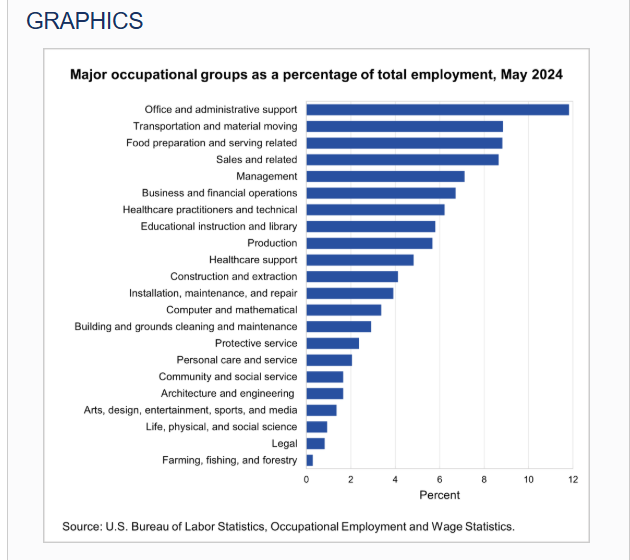 GRAPHICS
Major occupational groups as a percentage of total employment, May 2024
Office and administrative support
Transportation and material moving
Food preparation and serving related
Sales and related
Management
Business and financial operations
Healthcare practitioners and technical
Educational instruction and library
Production
Healthcare support
Construction and extraction
Installation, maintenance, and repair
Computer and mathematical
Building and grounds cleaning and maintenance
Protective service
Personal care and service
Community and social service
Architecture and engineering
Arts, design, entertainment, sports, and media
Life, physical, and social science
Legal
Farming, fishing, and forestry
0 2 4 6 8 10 12
Percent
Source: U.S. Bureau of Labor Statistics, Occupational Employment and Wage Statistics.